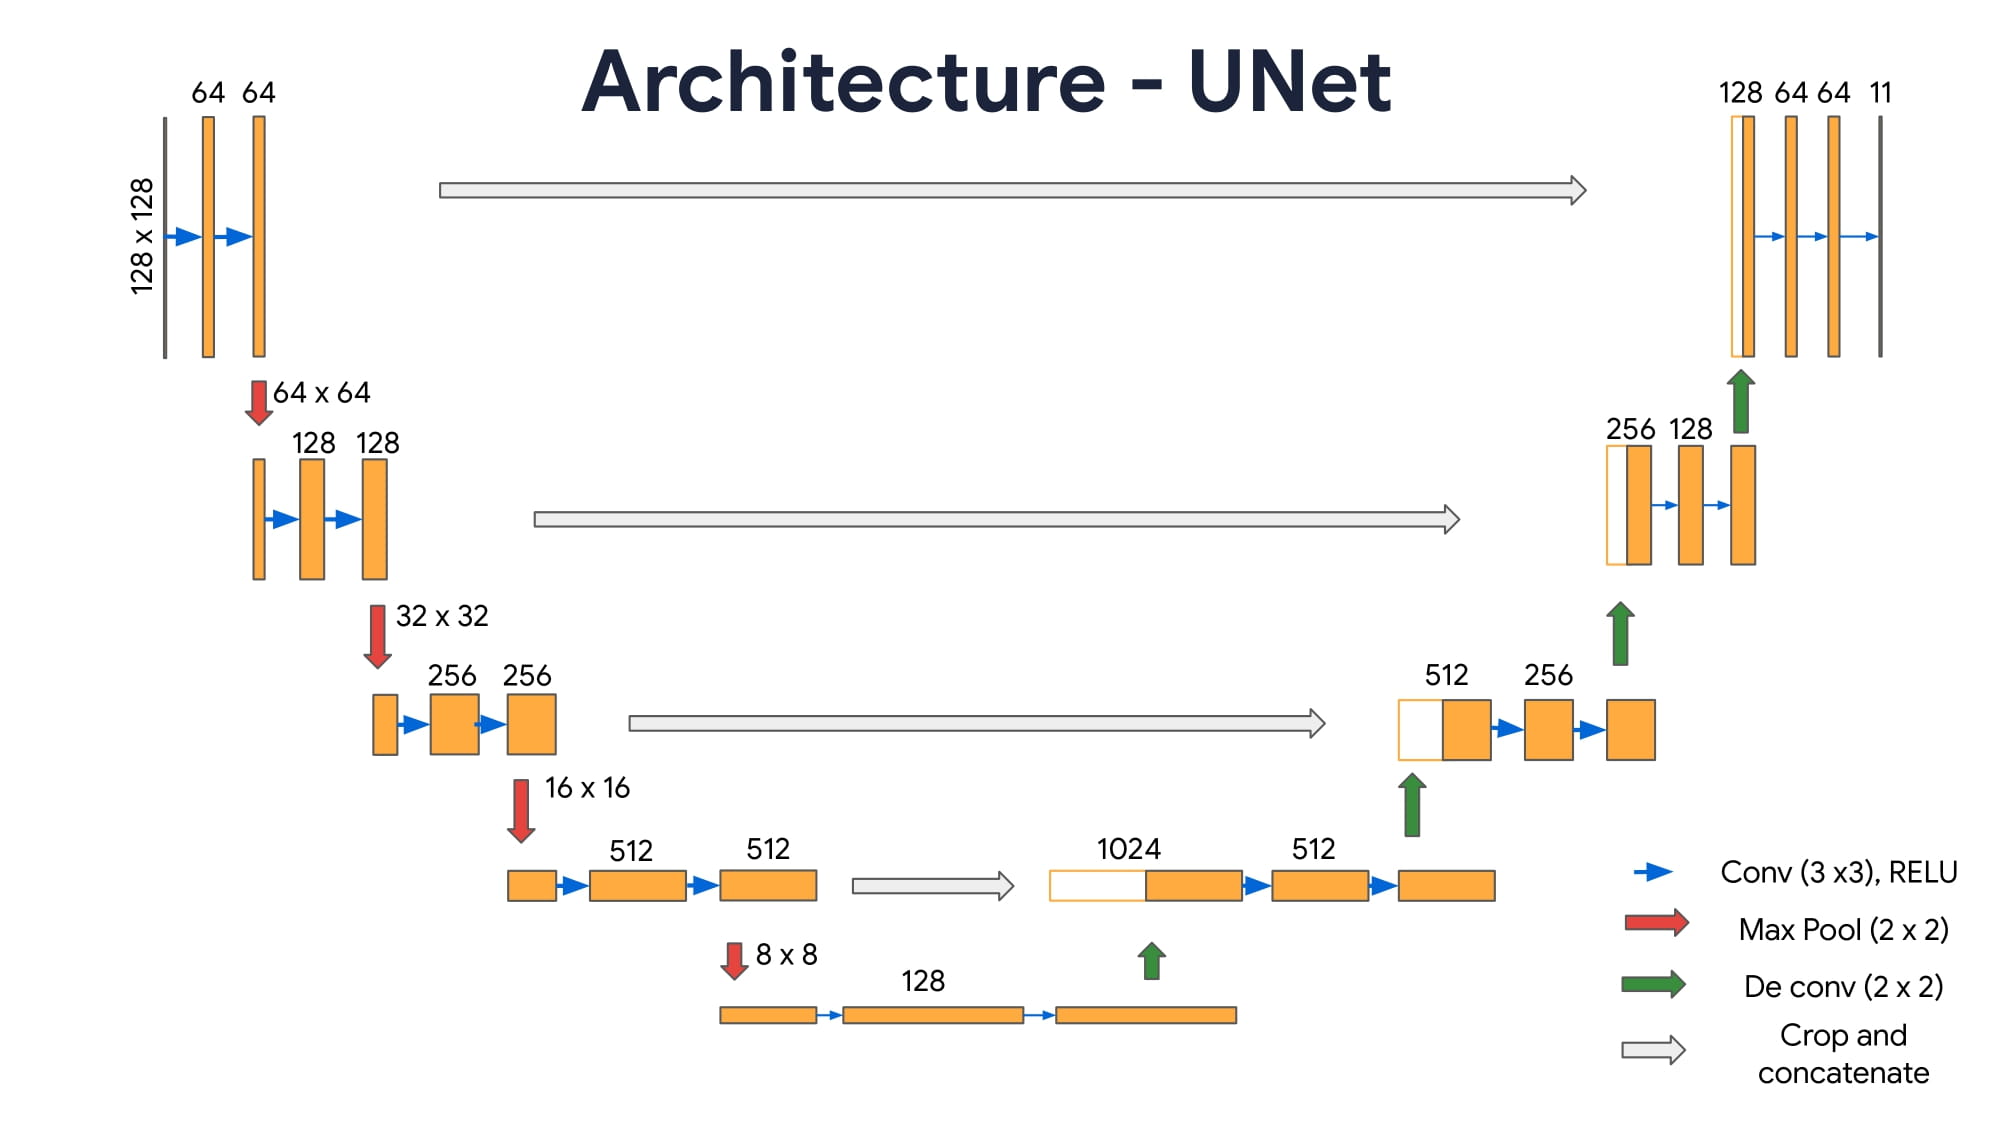 Architecture - UNet
64 64
128 x 128
128 64 64 11
64 x 64
128 128
256 128
32 x 32
256 256
512 256
16 x 16
512 512
1024 512
8 x 8
128
Conv (3 x3), RELU
Max Pool (2 x 2)
De conv (2 x 2)
Crop and
concatenate